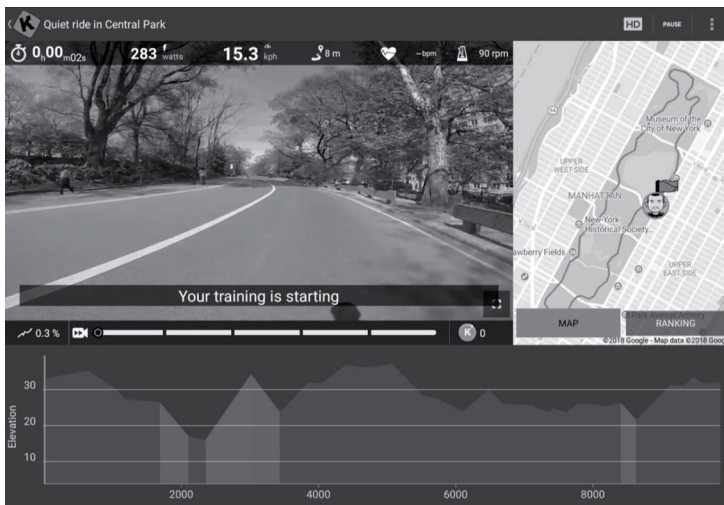 K Quiet ride in Central Park HD PAUSE
0h00m02s 283 watts 15.3 kph 8 m --bpm 90 rpm
9A
Museum of the
City of New York
UPPER
WEST SIDE
MANHATTAN
New-York
Historical Society
awberry Fields
UPPER
EAST SIDE
Park Avenue Armory
Your training is starting
MAP RANKING
©2018 Google - Map data ©2018 Goog
0.3 % K 0
Elevation
30
20
10
2000 4000 6000 8000